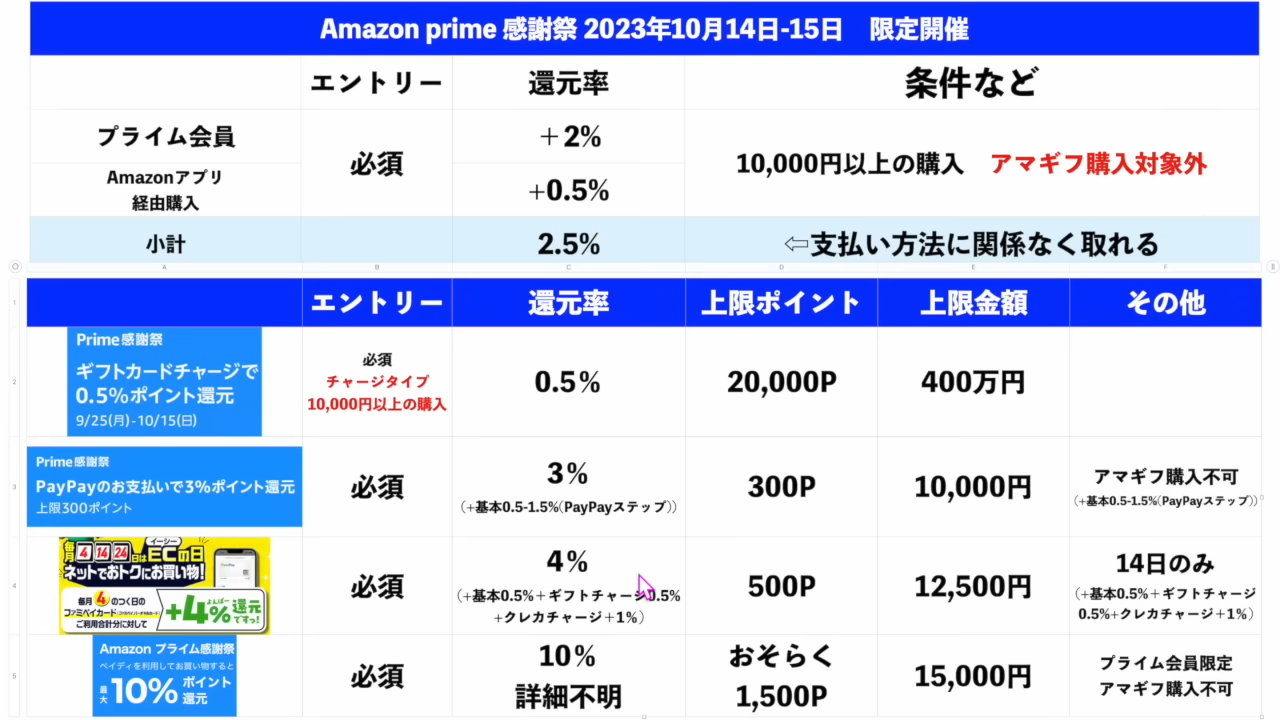 Amazon prime 感謝祭 2023年10月14日-15日　限定開催
エントリー 還元率 条件など
プライム会員 必須 ＋2% 10,000円以上の購入　アマギフ購入対象外
Amazonアプリ
経由購入 +0.5%
小計 2.5% ⇦支払い方法に関係なく取れる
A B C D E F
1 エントリー 還元率 上限ポイント 上限金額 その他
2
Prime感謝祭
ギフトカードチャージで
0.5%ポイント還元
9/25(月)-10/15(日)
必須
チャージタイプ
10,000円以上の購入
0.5%
20,000P
400万円
3
Prime感謝祭
PayPayのお支払いで3%ポイント還元
上限300ポイント
必須
3%
（+基本0.5-1.5%（PayPayステップ））
300P
10,000円
アマギフ購入不可
（+基本0.5-1.5%（PayPayステップ））
4
毎月4 14 24日はECの日
イーシー
ネットでおトクにお買い物!
毎月4のつく日の
ファミペイカード
ご利用合計分に対して
よんぱー
+4%還元
ですっ!
必須
4%
（+基本0.5%＋ギフトチャージ0.5%
+クレカチャージ＋1%）
500P
12,500円
14日のみ
（+基本0.5%＋ギフトチャージ
0.5%+クレカチャージ＋1%）
5
Amazon プライム感謝祭
ペイディを利用してお買い物すると
最大10%ポイント還元
必須
10%
詳細不明
おそらく
1,500P
15,000円
プライム会員限定
アマギフ購入不可